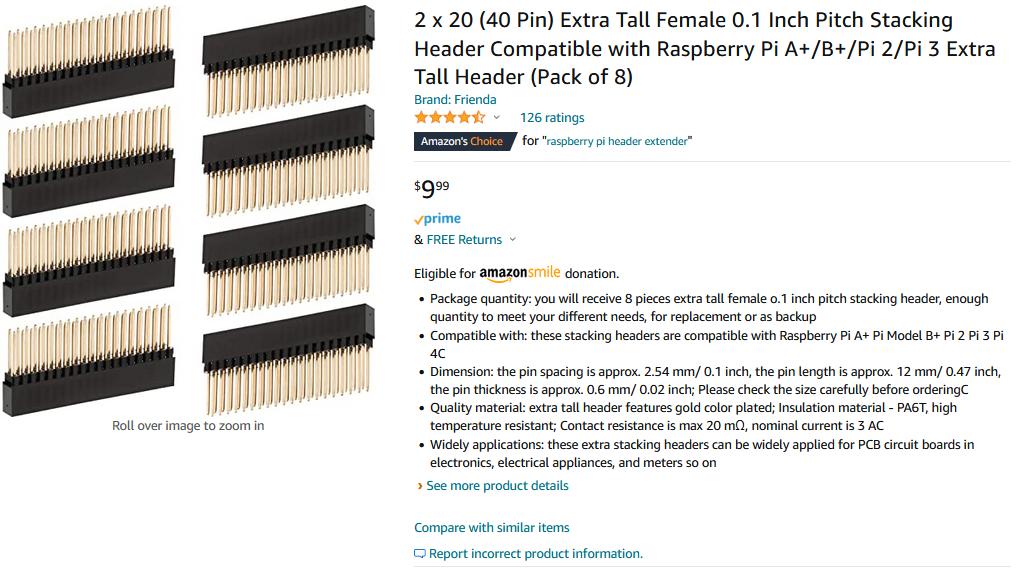 2 x 20 (40 Pin) Extra Tall Female 0.1 Inch Pitch Stacking
Header Compatible with Raspberry Pi A+/B+/Pi 2/Pi 3 Extra
Tall Header (Pack of 8)
Brand: Frienda
126 ratings
Amazon's Choice for "raspberry pi header extender"
$9 99
prime
& FREE Returns
Eligible for amazonsmile donation.
• Package quantity: you will receive 8 pieces extra tall female o.1 inch pitch stacking header, enough
quantity to meet your different needs, for replacement or as backup
• Compatible with: these stacking headers are compatible with Raspberry Pi A+ Pi Model B+ Pi 2 Pi 3 Pi
4C
• Dimension: the pin spacing is approx. 2.54 mm/ 0.1 inch, the pin length is approx. 12 mm/ 0.47 inch,
the pin thickness is approx. 0.6 mm/ 0.02 inch; Please check the size carefully before orderingC
• Quality material: extra tall header features gold color plated; Insulation material - PA6T, high
temperature resistant; Contact resistance is max 20 mΩ, nominal current is 3 AC
• Widely applications: these extra stacking headers can be widely applied for PCB circuit boards in
electronics, electrical appliances, and meters so on
› See more product details
Compare with similar items
Report incorrect product information.
Roll over image to zoom in